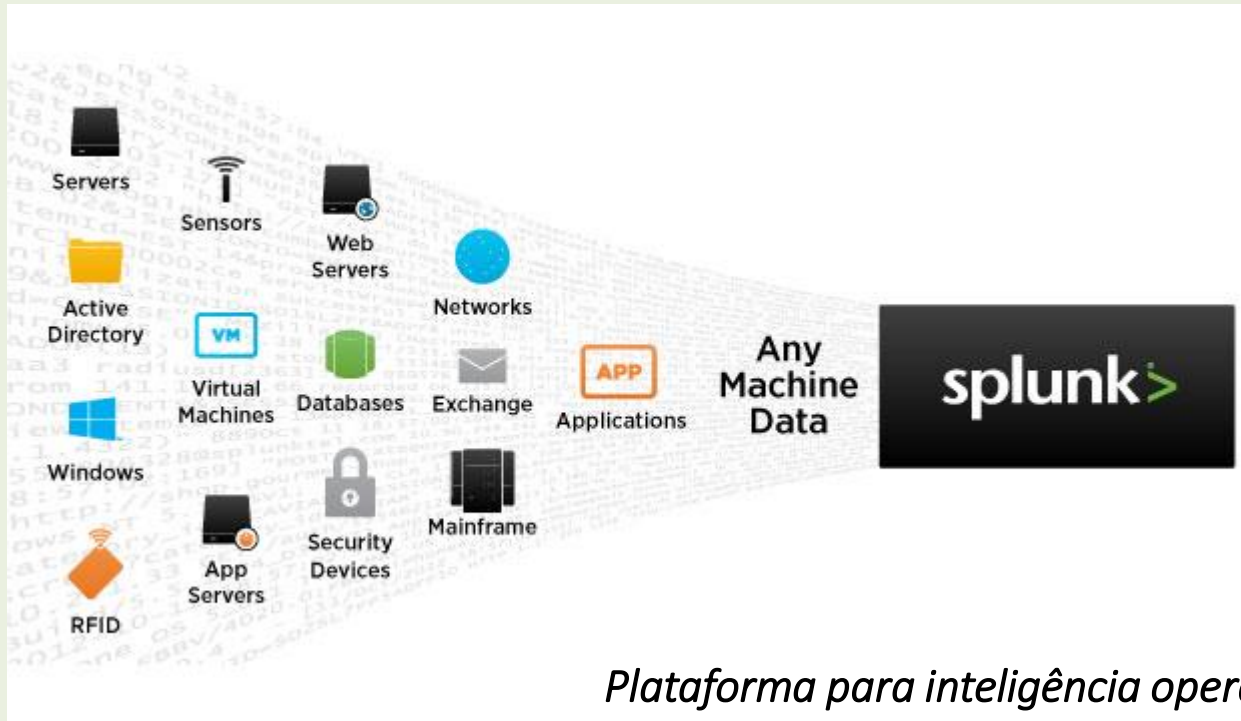 Servers
Sensors
Web
Servers
Networks
Active
Directory
VM
Virtual
Machines
Databases
Exchange
APP
Applications
Any
Machine
Data
splunk>
Windows
App
Servers
Security
Devices
Mainframe
RFID
Plataforma para inteligência